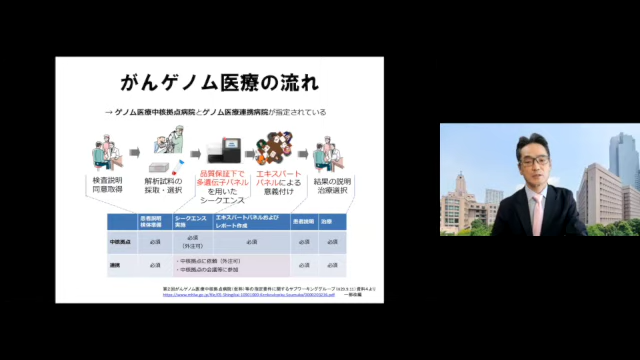 がんゲノム医療の流れ
→ ゲノム医療中核拠点病院とゲノム医療連携病院が指定されている
検査説明
同意取得
解析試料の
採取・選択
品質保証下で
多遺伝子パネル
を用いた
シークエンス
エキスパート
パネルによる
意義付け
結果の説明
治療選択
患者説明
検体準備
シークエンス
実施
エキスパートパネルおよび
レポート作成
患者説明
治療
中核拠点
必須
必須
(外注可)
必須
必須
必須
連携
必須
・中核拠点に依頼(外注可)
・中核拠点の会議等に参加
必須
必須
一部改編